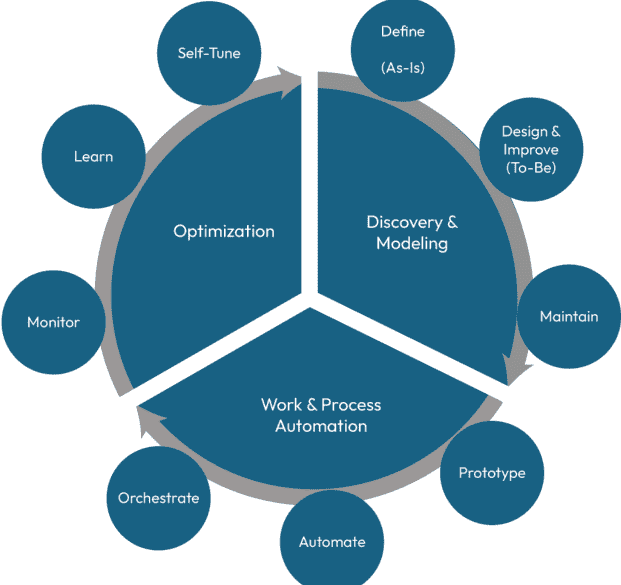 Define
(As-Is)
Design &
Improve
(To-Be)
Maintain
Discovery &
Modeling
Prototype
Automate
Orchestrate
Work & Process
Automation
Monitor
Learn
Self-Tune
Optimization